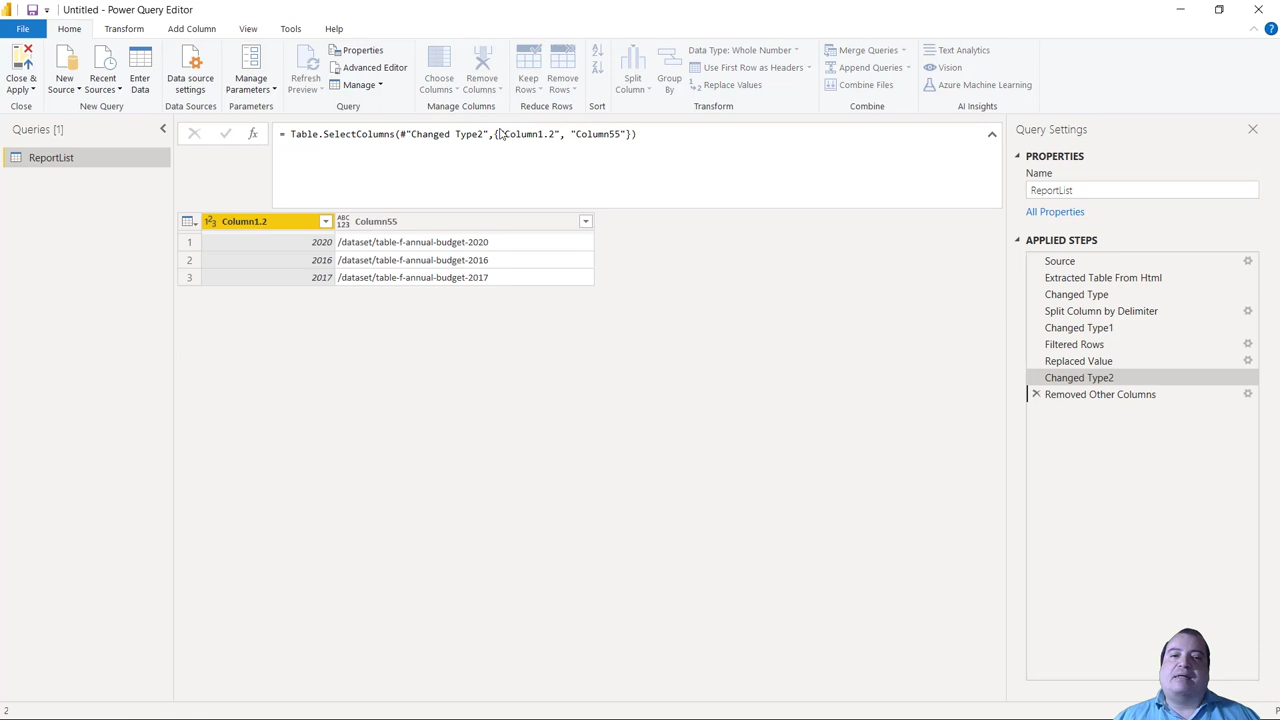 Untitled - Power Query Editor
File Home Transform Add Column View Tools Help
Close & Apply
New Source
Recent Sources
Enter Data
Data source settings
Manage Parameters
Refresh Preview
Properties
Advanced Editor
Manage
Choose Columns
Remove Columns
Keep Rows
Remove Rows
Split Column
Group By
Data Type: Whole Number
Use First Row as Headers
Replace Values
Merge Queries
Append Queries
Combine Files
Text Analytics
Vision
Azure Machine Learning
Close New Query Data Sources Parameters Query Manage Columns Reduce Rows Sort Transform Combine AI Insights
Queries [1]
ReportList
fx
= Table.SelectColumns(#"Changed Type2",{"Column1.2", "Column55"})
123 Column1.2 ABC 123 Column55
1 2020 /dataset/table-f-annual-budget-2020
2 2016 /dataset/table-f-annual-budget-2016
3 2017 /dataset/table-f-annual-budget-2017
Query Settings
PROPERTIES
Name
ReportList
All Properties
APPLIED STEPS
Source
Extracted Table From Html
Changed Type
Split Column by Delimiter
Changed Type1
Filtered Rows
Replaced Value
Changed Type2
Removed Other Columns
2